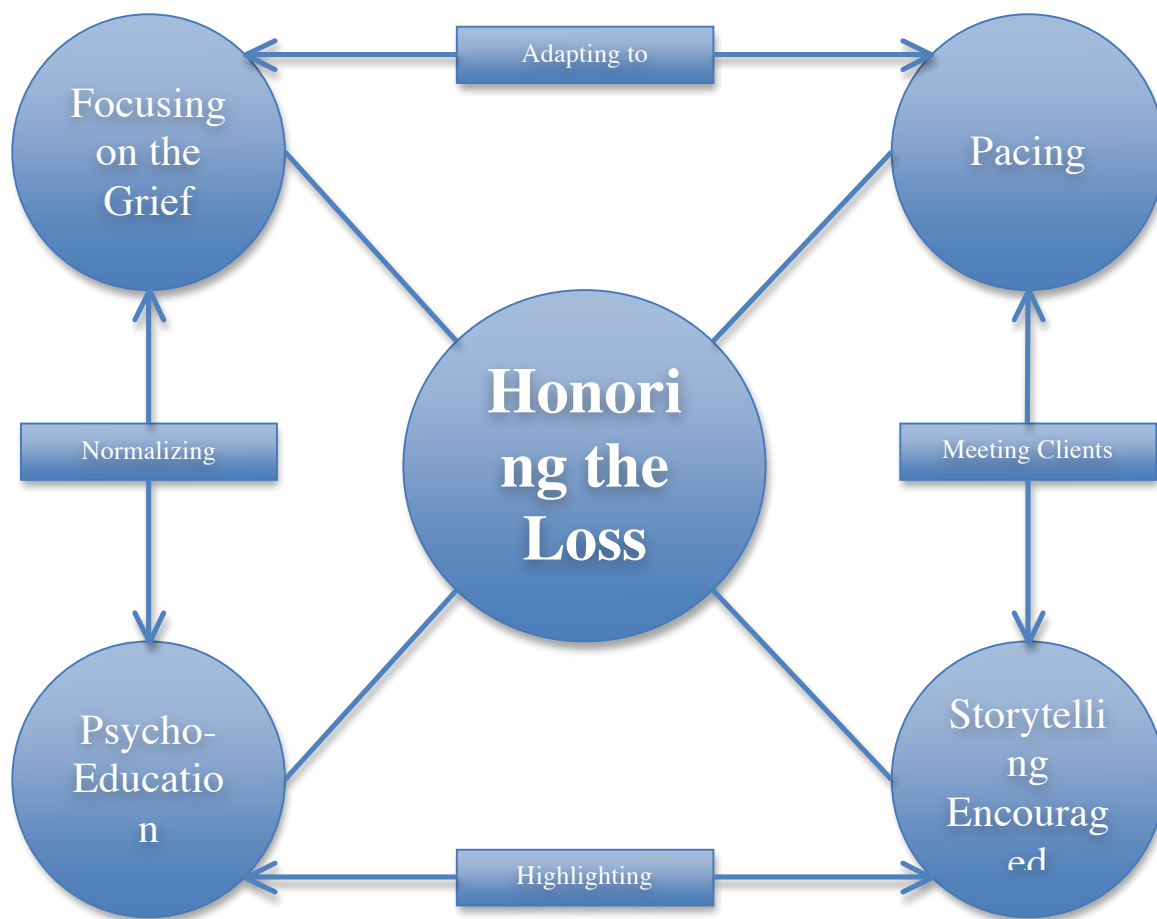 Adapting to
Focusing
on the
Grief
Pacing
Honori
ng the
Loss
Normalizing
Meeting Clients
Psycho-
Educatio
n
Storytelli
ng
Encourag
ed
Highlighting